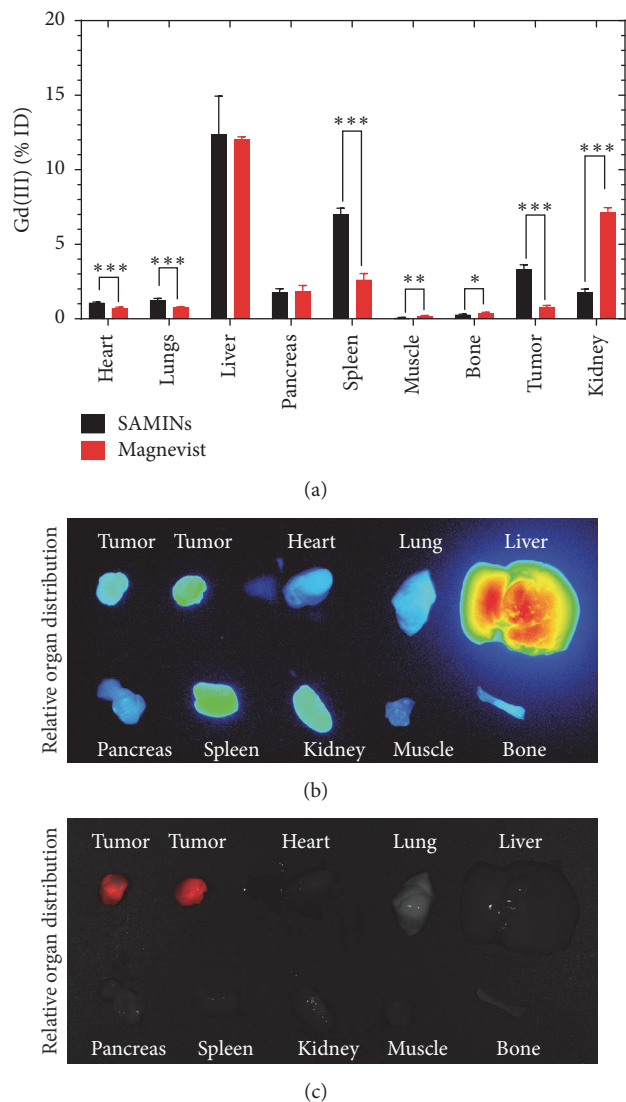 20
15
10
5
0
Gd(III) (% ID)
***
***
***
**
*
***
***
Heart
Lungs
Liver
Pancreas
Spleen
Muscle
Bone
Tumor
Kidney
SAMINs
Magnevist
(a)
Relative organ distribution
Tumor Tumor Heart Lung Liver
Pancreas Spleen Kidney Muscle Bone
(b)
Relative organ distribution
Tumor Tumor Heart Lung Liver
Pancreas Spleen Kidney Muscle Bone
(c)